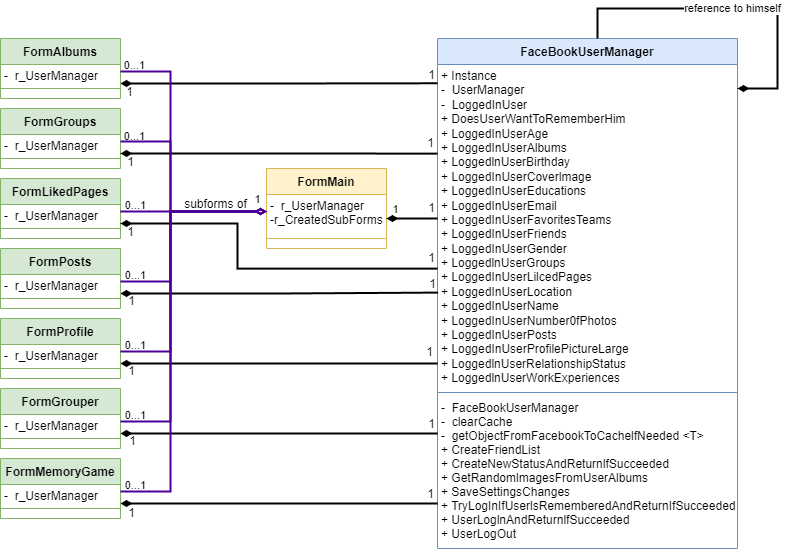 reference to himself
FormAlbums
- r_UserManager
0...1
1
1
FormGroups
- r_UserManager
0...1
1
1
FormLikedPages
- r_UserManager
0...1
1
1
FormPosts
- r_UserManager
0...1
1
1
FormProfile
- r_UserManager
0...1
1
1
FormGrouper
- r_UserManager
0...1
1
1
FormMemoryGame
- r_UserManager
0...1
1
1
subforms of
1
FormMain
- r_UserManager
-r_CreatedSubForms
1
1
FaceBookUserManager
+ Instance
- UserManager
- LoggedInUser
+ DoesUserWantToRememberHim
+ LoggedInUserAge
+ LoggedInUserAlbums
+ LoggedInUserBirthday
+ LoggedInUserCoverImage
+ LoggedInUserEducations
+ LoggedInUserEmail
+ LoggedInUserFavoritesTeams
+ LoggedInUserFriends
+ LoggedInUserGender
+ LoggedInUserGroups
+ LoggedInUserLilcedPages
+ LoggedInUserLocation
+ LoggedInUserName
+ LoggedInUserNumber0fPhotos
+ LoggedInUserPosts
+ LoggedInUserProfilePictureLarge
+ LoggedInUserRelationshipStatus
+ LoggedInUserWorkExperiences
- FaceBookUserManager
- clearCache
- getObjectFromFacebookToCacheIfNeeded <T>
+ CreateFriendList
+ CreateNewStatusAndReturnIfSucceeded
+ GetRandomImagesFromUserAlbums
+ SaveSettingsChanges
+ TryLogInIfUserIsRememberedAndReturnIfSucceeded
+ UserLogInAndReturnIfSucceeded
+ UserLogOut